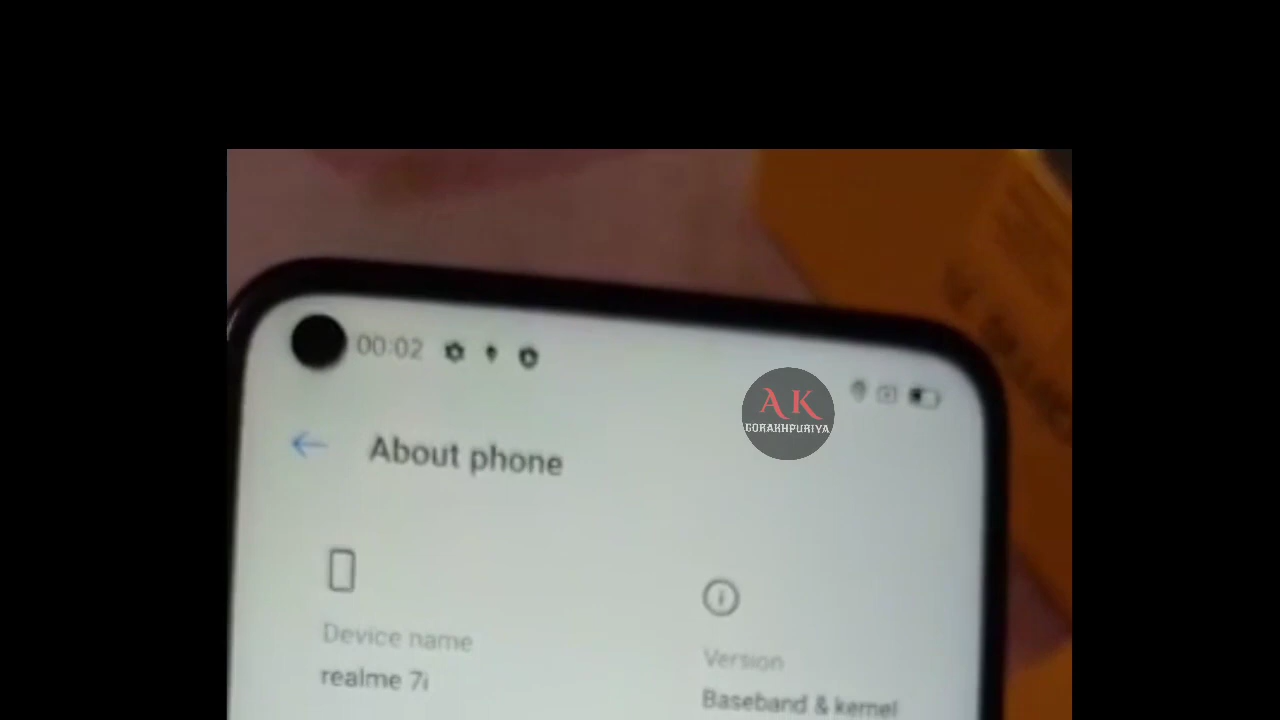 00:02
AK
GORAKHPURIYA
About phone
Device name
realme 7i
Version
Baseband & kernel